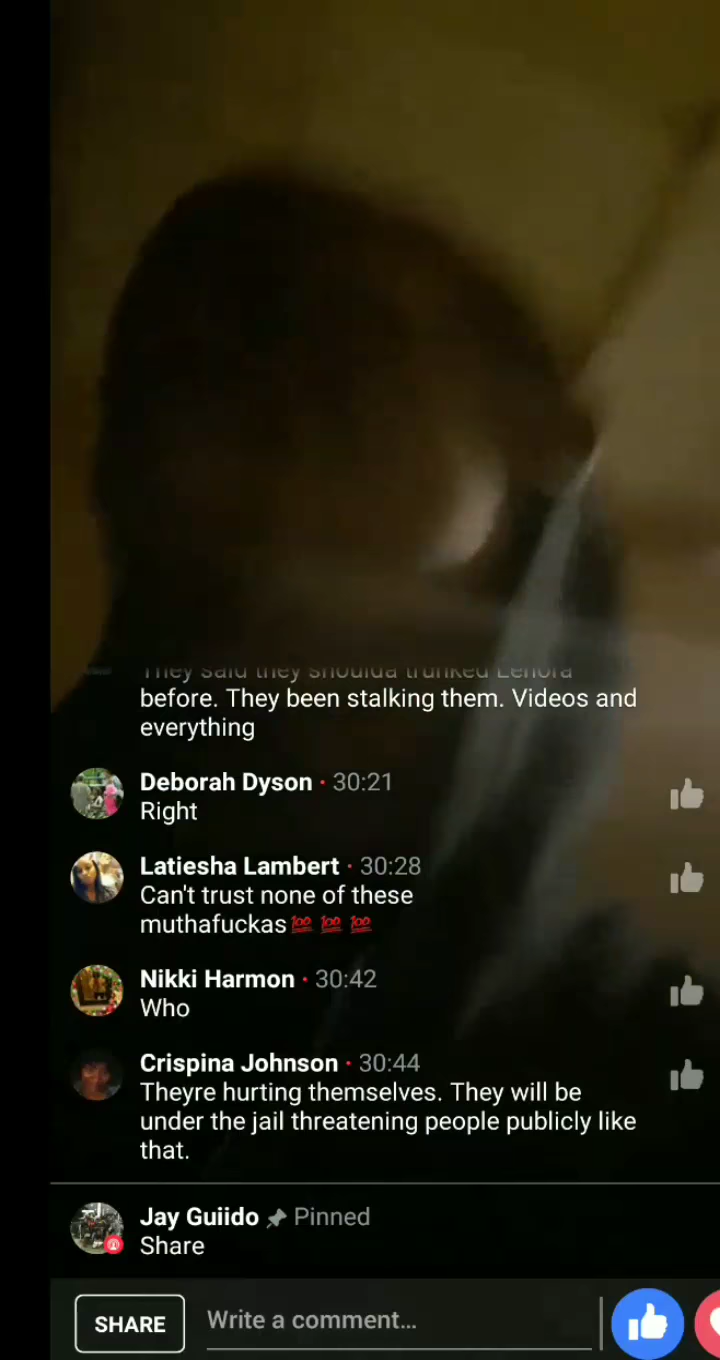 They said they shoulda trunked Lenora
before. They been stalking them. Videos and
everything
Deborah Dyson · 30:21
Right
Latiesha Lambert · 30:28
Can't trust none of these
muthafuckas💯 💯 💯
Nikki Harmon · 30:42
Who
Crispina Johnson · 30:44
Theyre hurting themselves. They will be
under the jail threatening people publicly like
that.
Jay Guiido 📌 Pinned
Share
SHARE
Write a comment...